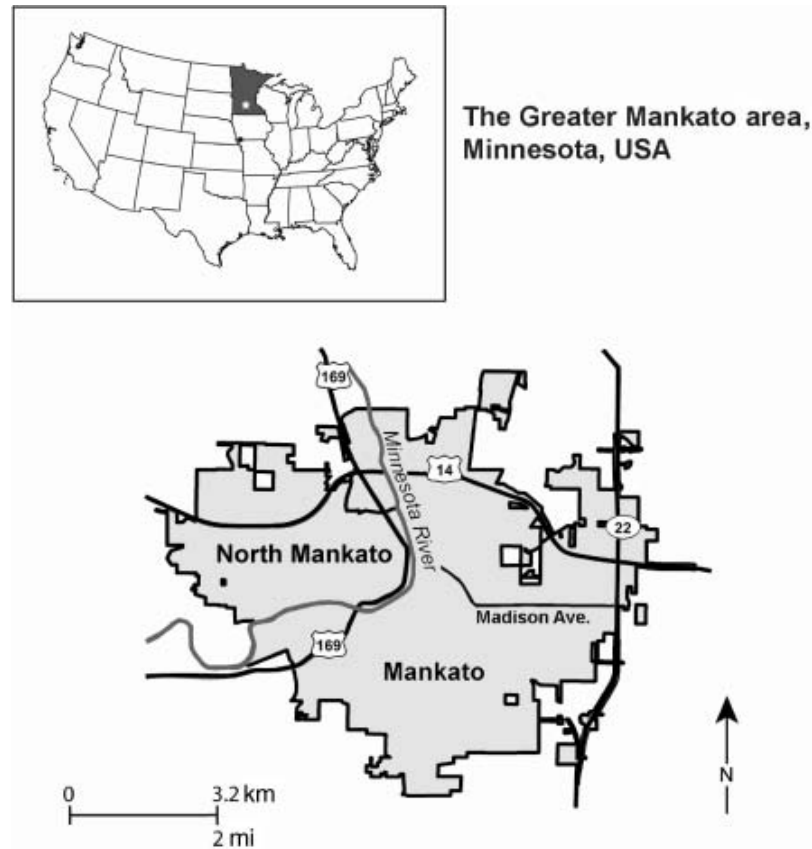 The Greater Mankato area,
Minnesota, USA
169
Minnesota River
14
22
North Mankato
Madison Ave.
169
Mankato
N
0
3.2 km
2 mi